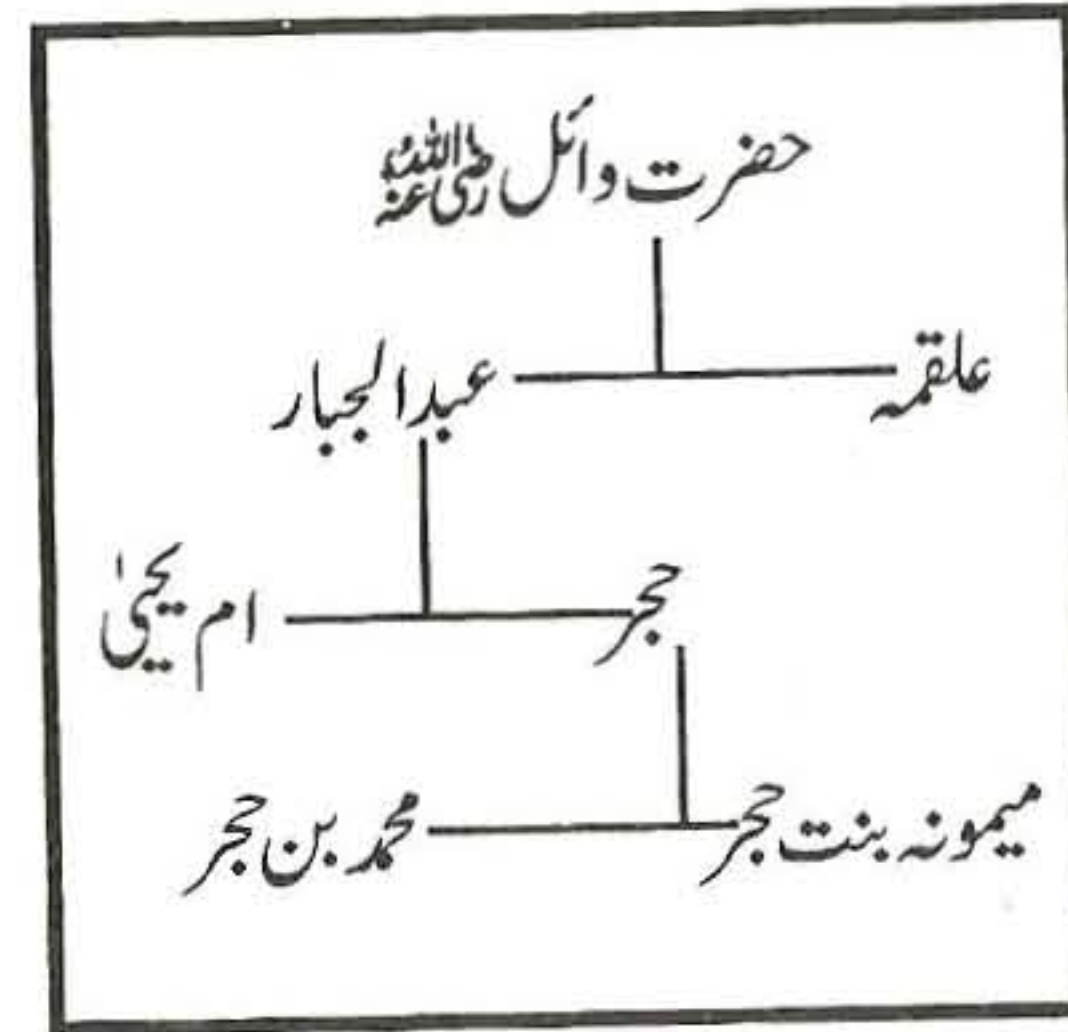 حضرت وائل رضی اللہ عنہ
علقمہ عبدالجبار
حجر ام یحییٰ
میمونہ بنت حجر محمد بن حجر